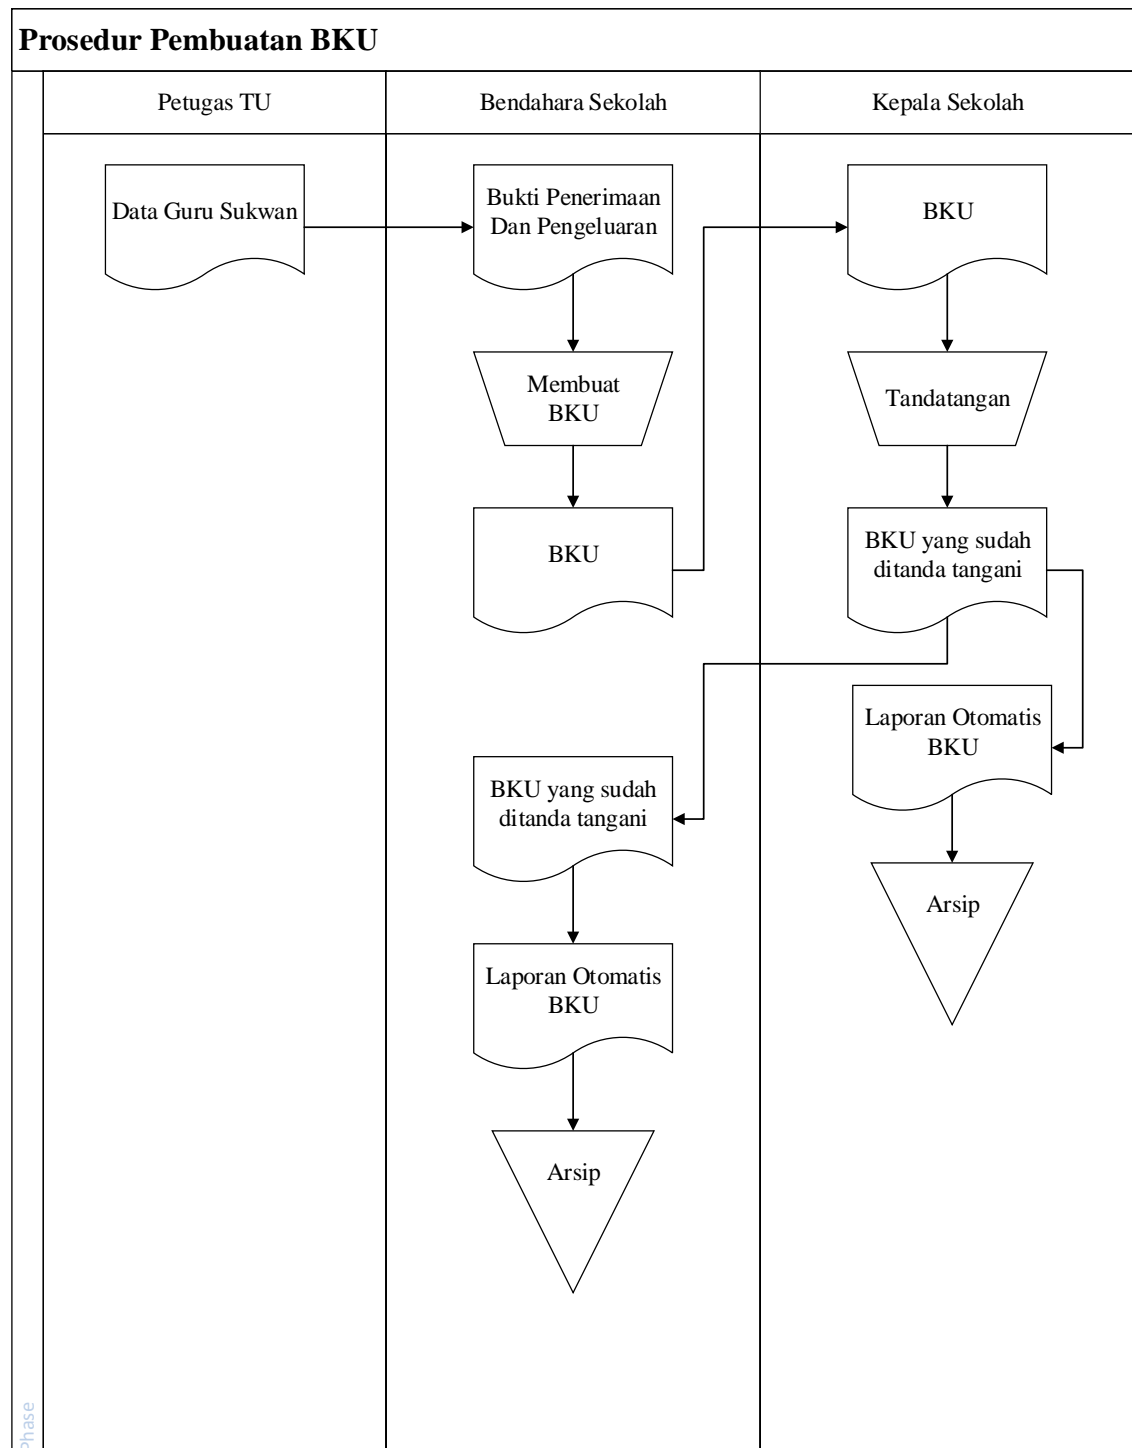 Prosedur Pembuatan BKU
Petugas TU
Bendahara Sekolah
Kepala Sekolah
Data Guru Sukwan
Bukti Penerimaan
Dan Pengeluaran
BKU
Membuat
BKU
Tandatangan
BKU
BKU yang sudah
ditanda tangani
Laporan Otomatis
BKU
BKU yang sudah
ditanda tangani
Arsip
Laporan Otomatis
BKU
Arsip
Phase